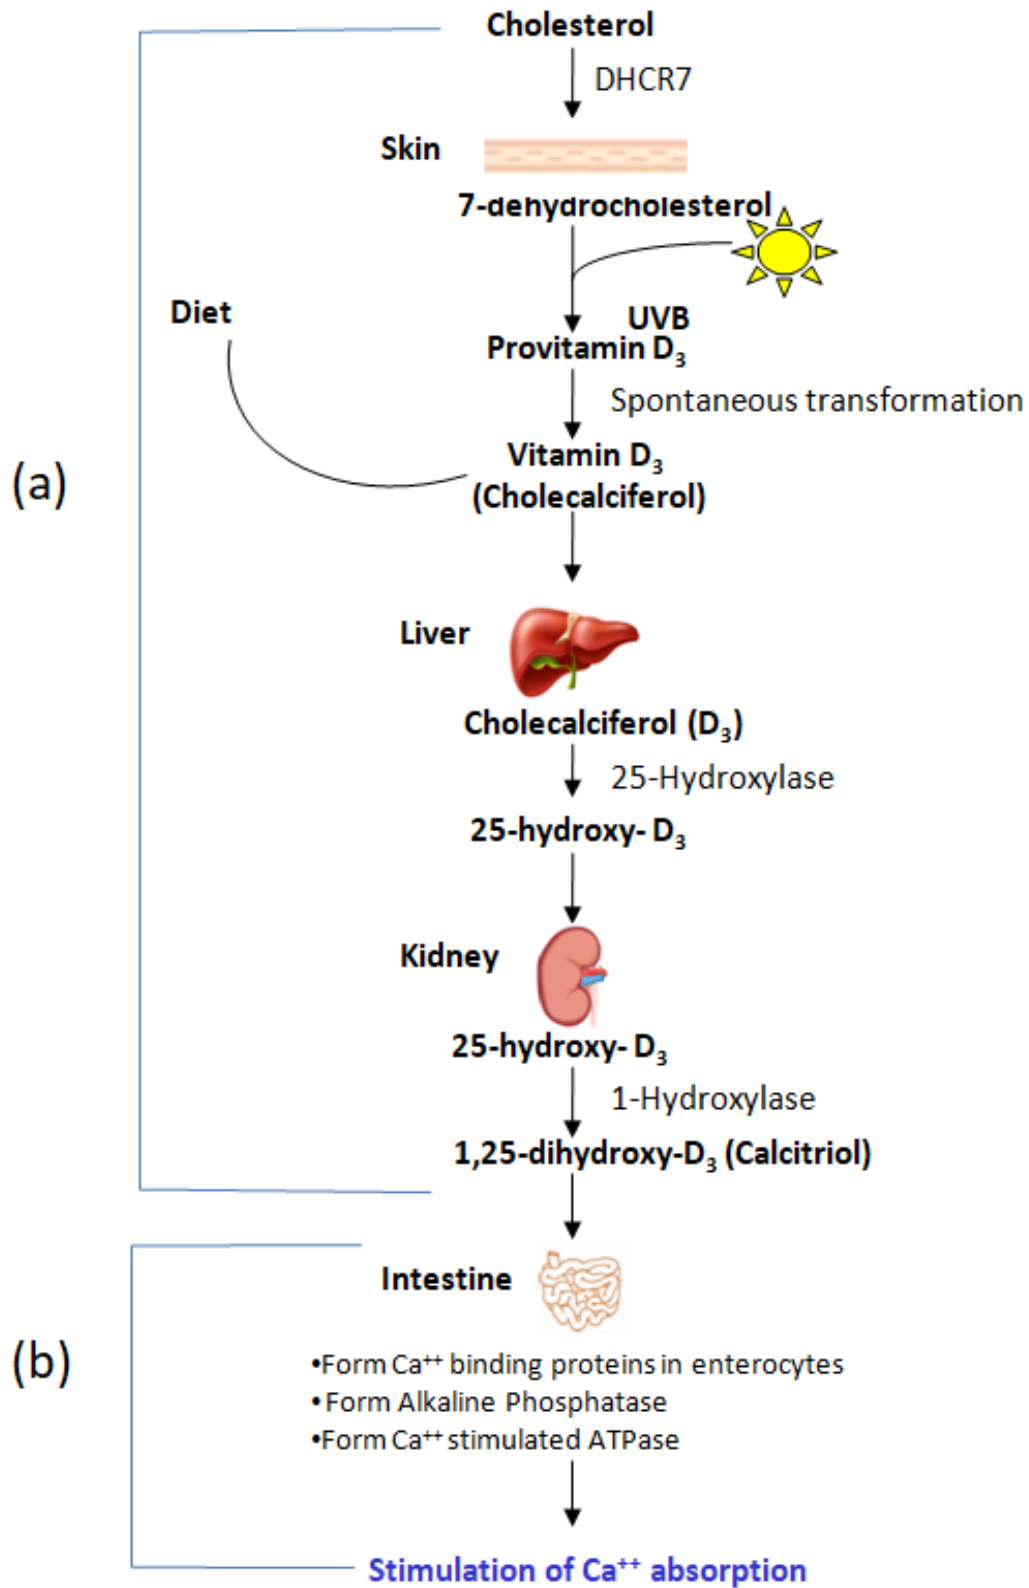 Cholesterol
DHCR7
Skin
7-dehydrocholesterol
UVB
Diet
Provitamin D₃
Spontaneous transformation
Vitamin D₃
(Cholecalciferol)
(a)
Liver
Cholecalciferol (D₃)
25-Hydroxylase
25-hydroxy- D₃
Kidney
25-hydroxy- D₃
1-Hydroxylase
1,25-dihydroxy-D₃ (Calcitriol)
Intestine
(b)
•Form Ca⁺⁺ binding proteins in enterocytes
• Form Alkaline Phosphatase
•Form Ca⁺⁺ stimulated ATPase
Stimulation of Ca⁺⁺ absorption